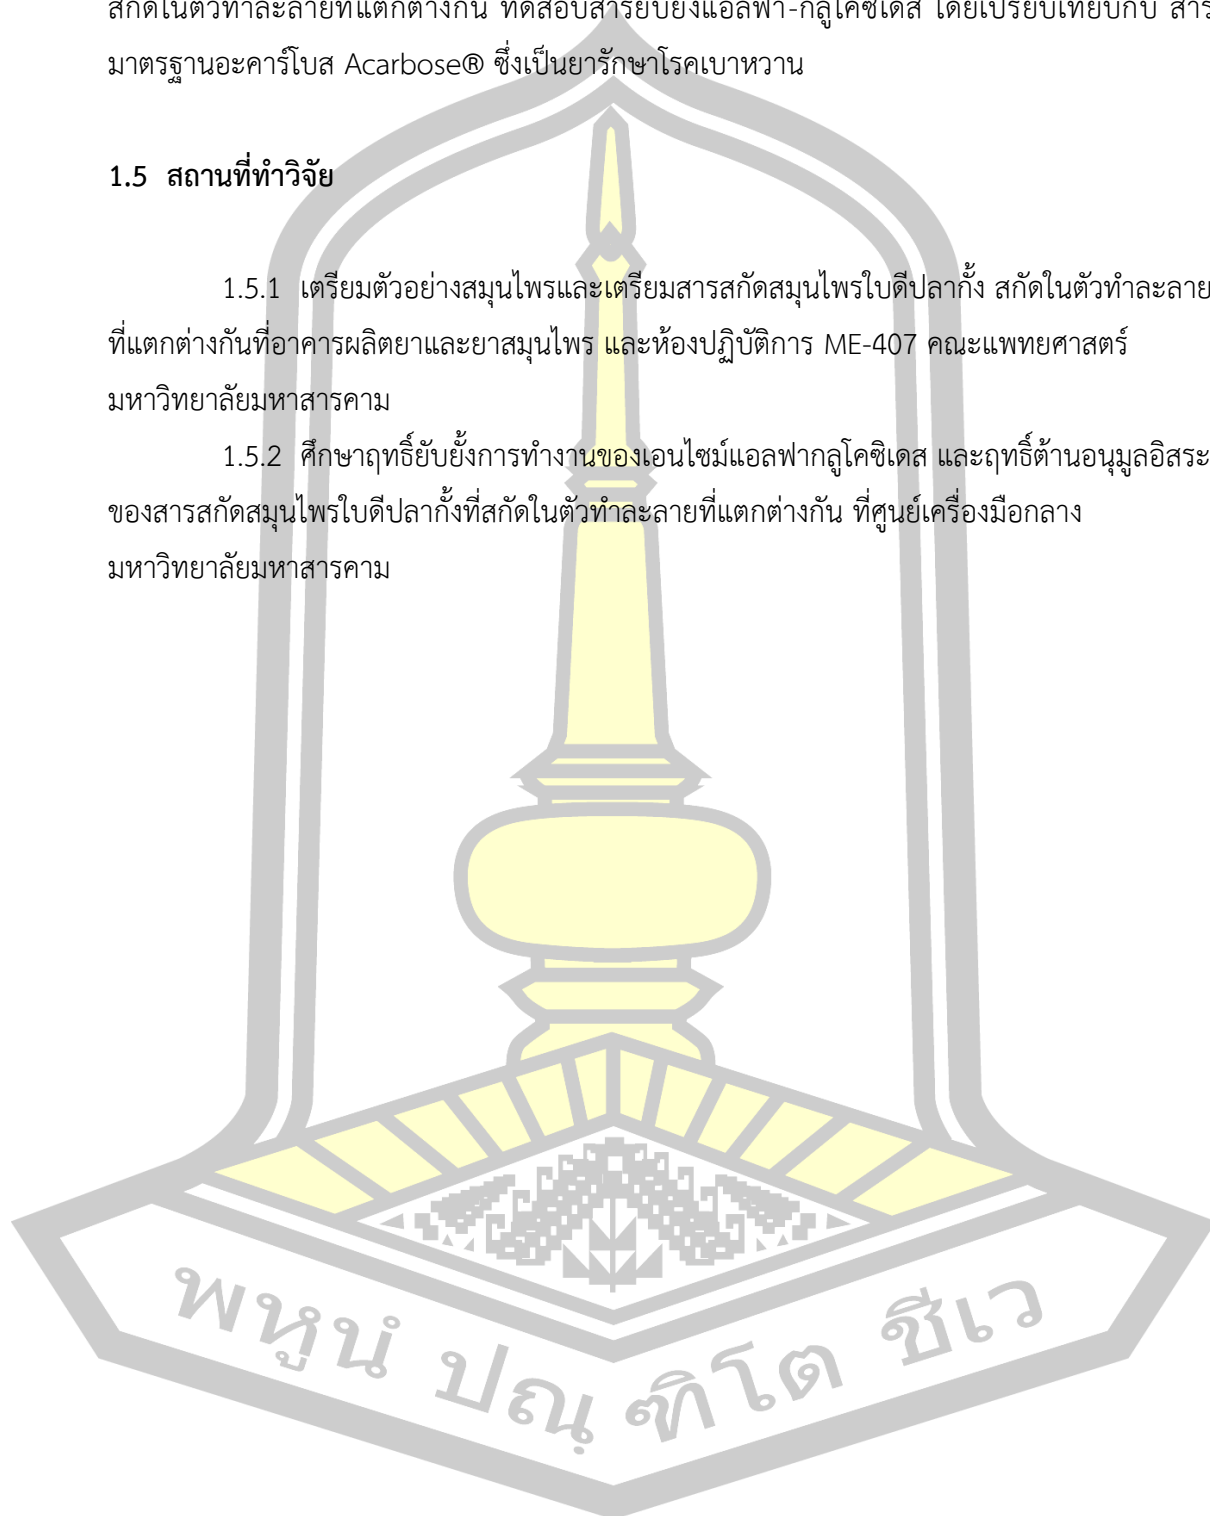 สกัดในตัวทำละลายที่แตกต่างกัน ทดสอบสารยับยั้งแอลฟา-กลูโคซิเดส โดยเปรียบเทียบกับ สาร
มาตรฐานอะคาร์โบส Acarbose® ซึ่งเป็นยารักษาโรคเบาหวาน
1.5 สถานที่ทำวิจัย
1.5.1 เตรียมตัวอย่างสมุนไพรและเตรียมสารสกัดสมุนไพรใบดีปลากั้ง สกัดในตัวทำละลาย
ที่แตกต่างกันที่อาคารผลิตยาและยาสมุนไพร และห้องปฏิบัติการ ME-407 คณะแพทยศาสตร์
มหาวิทยาลัยมหาสารคาม
1.5.2 ศึกษาฤทธิ์ยับยั้งการทำงานของเอนไซม์แอลฟากลูโคซิเดส และฤทธิ์ต้านอนุมูลอิสระ
ของสารสกัดสมุนไพรใบดีปลากั้งที่สกัดในตัวทำละลายที่แตกต่างกัน ที่ศูนย์เครื่องมือกลาง
มหาวิทยาลัยมหาสารคาม
พหูนํ ปณฺฑิโต ชีเว